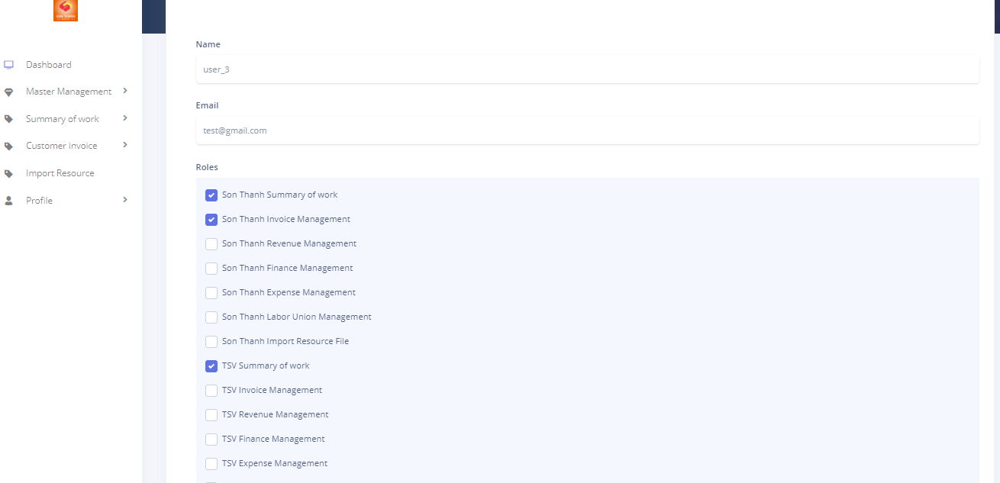 Dashboard
Master Management
Summary of work
Customer invoice
Import Resource
Profile
Name
user_3
Email
test@gmail.com
Roles
Son Thanh Summary of work
Son Thanh Invoice Management
Son Thanh Revenue Management
Son Thanh Finance Management
Son Thanh Expense Management
Son Thanh Labor Union Management
Son Thanh Import Resource File
TSV Summary of work
TSV Invoice Management
TSV Revenue Management
TSV Finance Management
TSV Expense Management